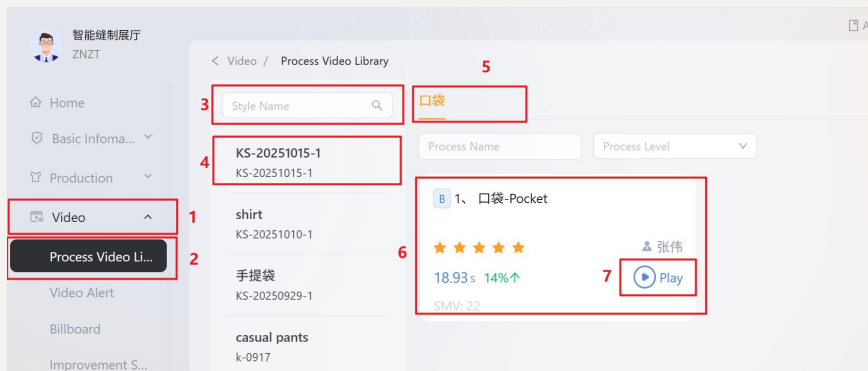 智能缝制展厅
ZNZT
Home
Basic Infoma...
Production
1
Video
2
Process Video Li...
Video Alert
Billboard
Improvement S...
< Video / Process Video Library
3
Style Name
4
KS-20251015-1
KS-20251015-1
shirt
KS-20251010-1
手提袋
KS-20250929-1
casual pants
k-0917
5
口袋
Process Name
Process Level
6
B 1、 口袋-Pocket
★★★★★
张伟
18.93 s 14%个
7
Play
SMV: 22